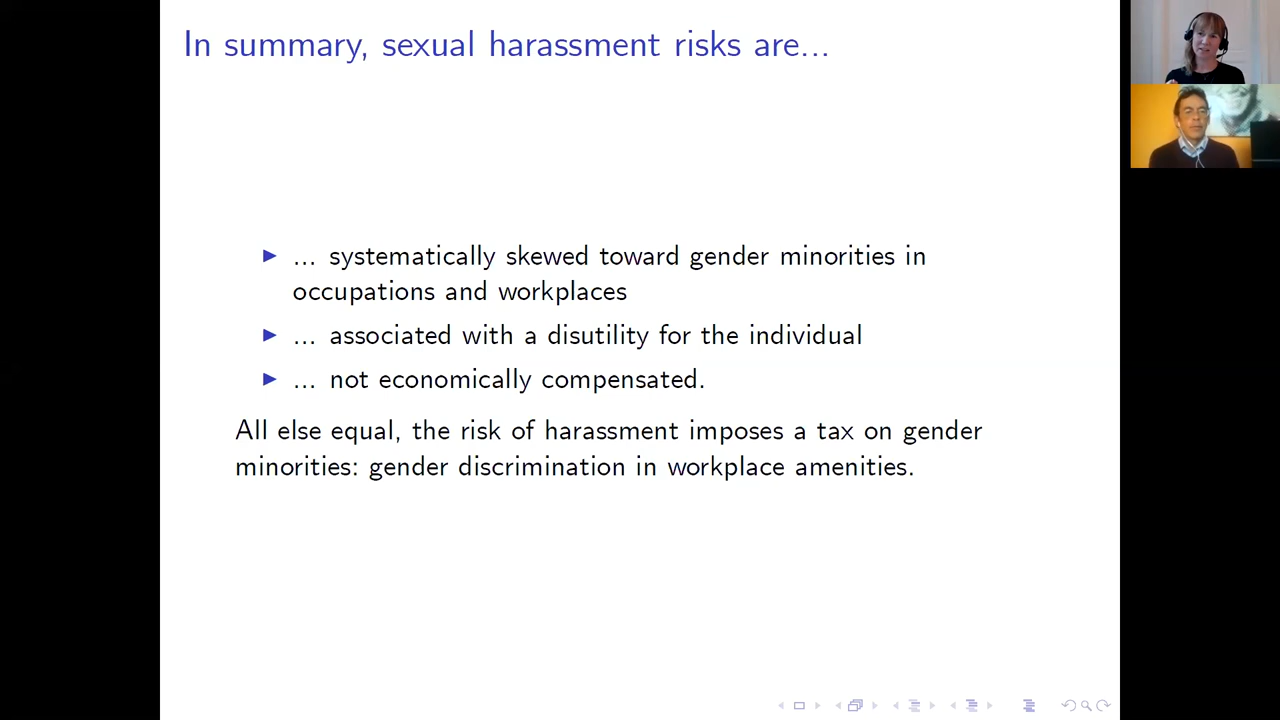 In summary, sexual harassment risks are...
... systematically skewed toward gender minorities in
occupations and workplaces
... associated with a disutility for the individual
... not economically compensated.
All else equal, the risk of harassment imposes a tax on gender
minorities: gender discrimination in workplace amenities.